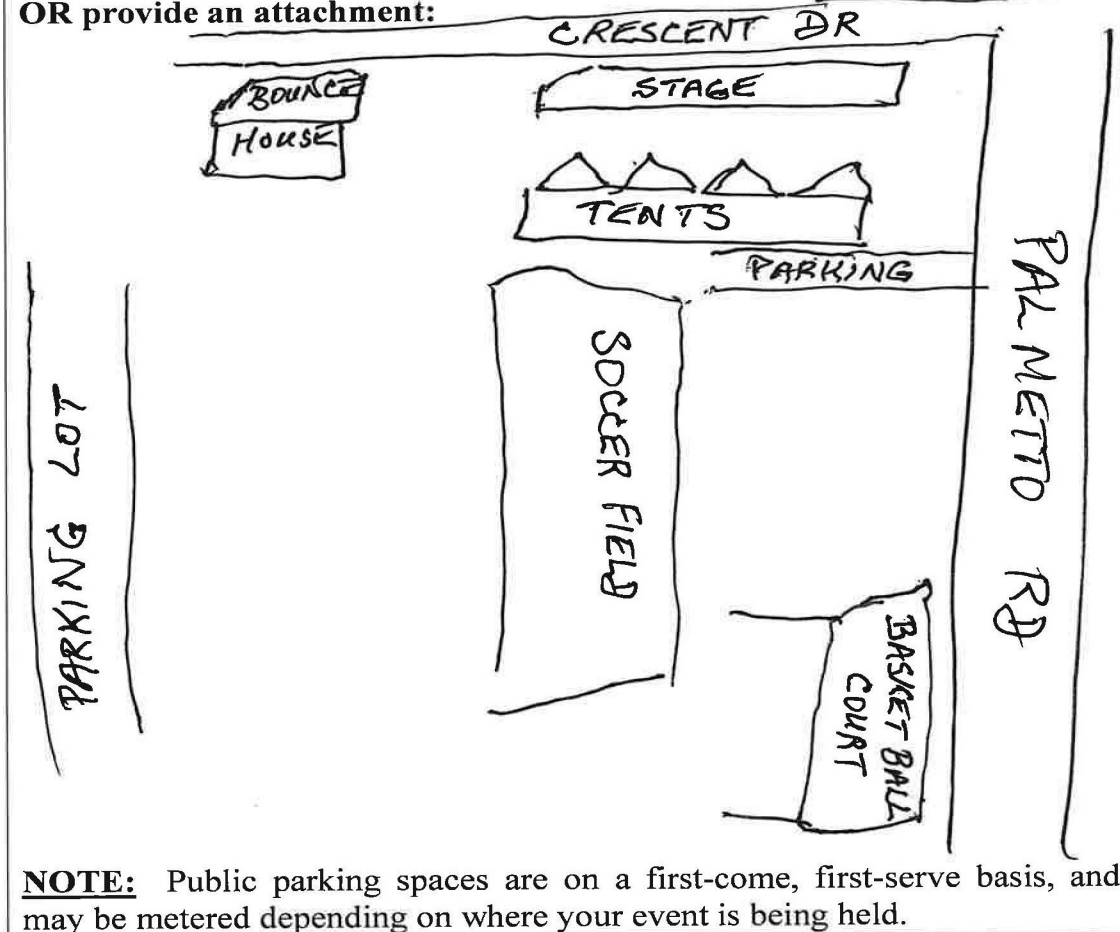 OR provide an attachment:
CRESCENT DR
BOUNCE
HOUSE
STAGE
TENTS
PARKING
PALMETTO RD
SOCCER FIELD
PARKING LOT
BASKET BALL
COURT
NOTE: Public parking spaces are on a first-come, first-serve basis, and
may be metered depending on where your event is being held.